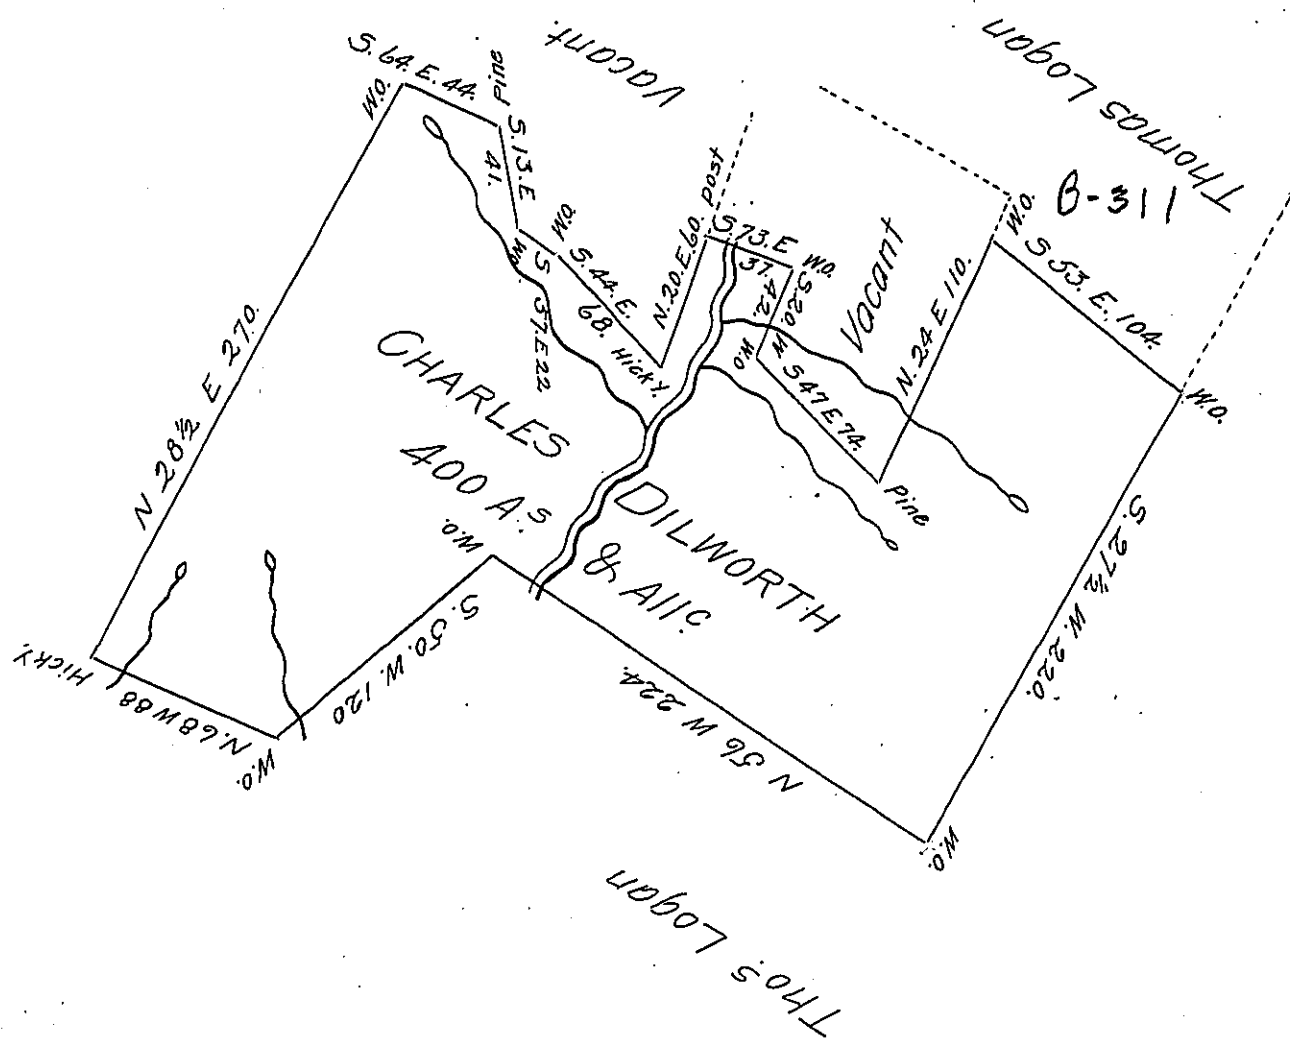 Thomas Logan
Vacant
B-311
S. 64. E. 44.
W.O.
Pine
S. 13. E
41.
W.O.
W.O.
S 37. E 22
S. 44. E.
68.
Hicky.
N. 20. E. 60.
post
S. 73. E
37.
W.O.
S. 20. W
42.
W.O
S 47 E 74.
Pine
Vacant
N. 24 E 110.
W.O.
S 53. E. 104.
W.O.
S. 27½ W. 220.
W.O.
N 56 W 224.
W.O.
S. 50. W. 120
W.O.
N. 68 W 88
Hicky.
N 28½ E 270.
CHARLES
DILWORTH
400 A.s
& Allc.
Thos. Logan